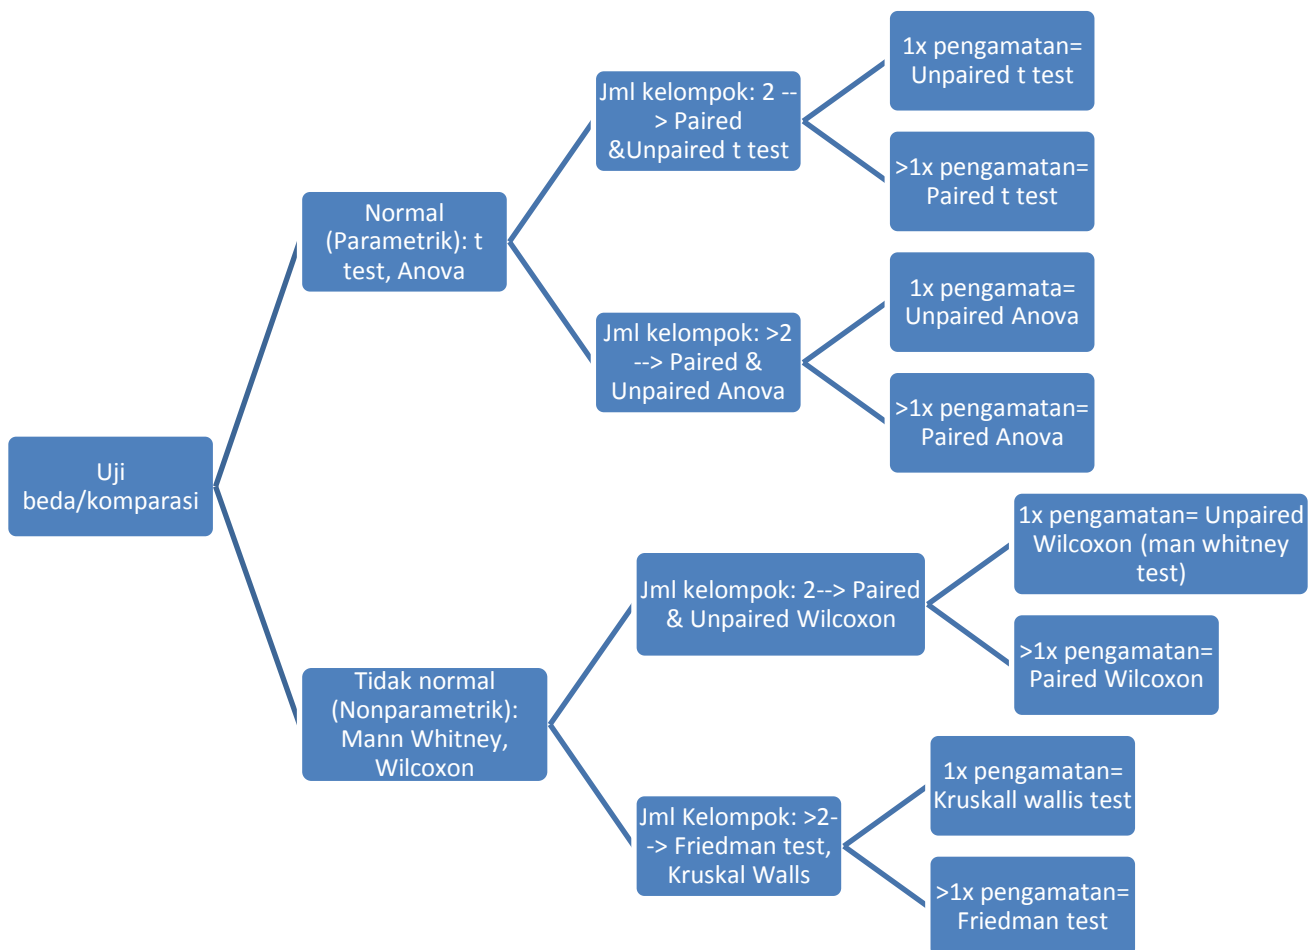 Uji
beda/komparasi
Normal
(Parametrik): t
test, Anova
Jml kelompok: 2 --
> Paired
&Unpaired t test
1x pengamatan=
Unpaired t test
>1x pengamatan=
Paired t test
Jml kelompok: >2
--> Paired &
Unpaired Anova
1x pengamata=
Unpaired Anova
>1x pengamatan=
Paired Anova
Tidak normal
(Nonparametrik):
Mann Whitney,
Wilcoxon
Jml kelompok: 2--> Paired
& Unpaired Wilcoxon
1x pengamatan= Unpaired
Wilcoxon (man whitney
test)
>1x pengamatan=
Paired Wilcoxon
Jml Kelompok: >2-
-> Friedman test,
Kruskal Walls
1x pengamatan=
Kruskall wallis test
>1x pengamatan=
Friedman test